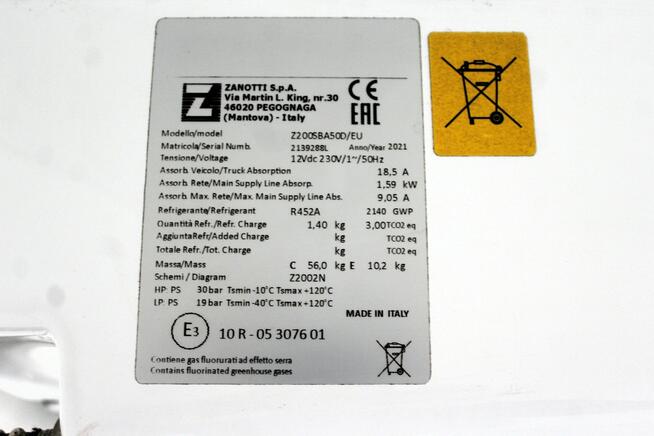 ZANOTTI S.p.A.
Via Martin L. King, nr.30
46020 PEGOGNAGA
(Mantova) - Italy
CE
EAC
Modello/model Z200SBA50D/EU
Matricola/Serial Numb. 2139288L Anno/Year 2021
Tensione/Voltage 12Vdc 230V/1~/50Hz
Assorb. Veicolo/Truck Absorption 18,5 A
Assorb. Rete/Main Supply Line Absorp. 1,59 kW
Assorb. Max. Rete/Max. Main Supply Line Abs. 9,05 A
Refrigerante/Refrigerant R452A 2140 GWP
Quantità Refr./Refr. Charge 1,40 kg 3,00TCO2 eq
AggiuntaRefr/Added Charge kg TCO2 eq
Totale Refr./Tot. Charge kg TCO2 eq
Massa/Mass C 56,0 kg E 10,2 kg
Schemi / Diagram Z2002N
HP: PS 30 bar Tsmin -10°C Tsmax +120°C
LP: PS 19 bar Tsmin -40°C Tsmax +120°C
MADE IN ITALY
E3 10 R - 05 3076 01
Contiene gas fluorurati ad effetto serra
Contains fluorinated greenhouse gases